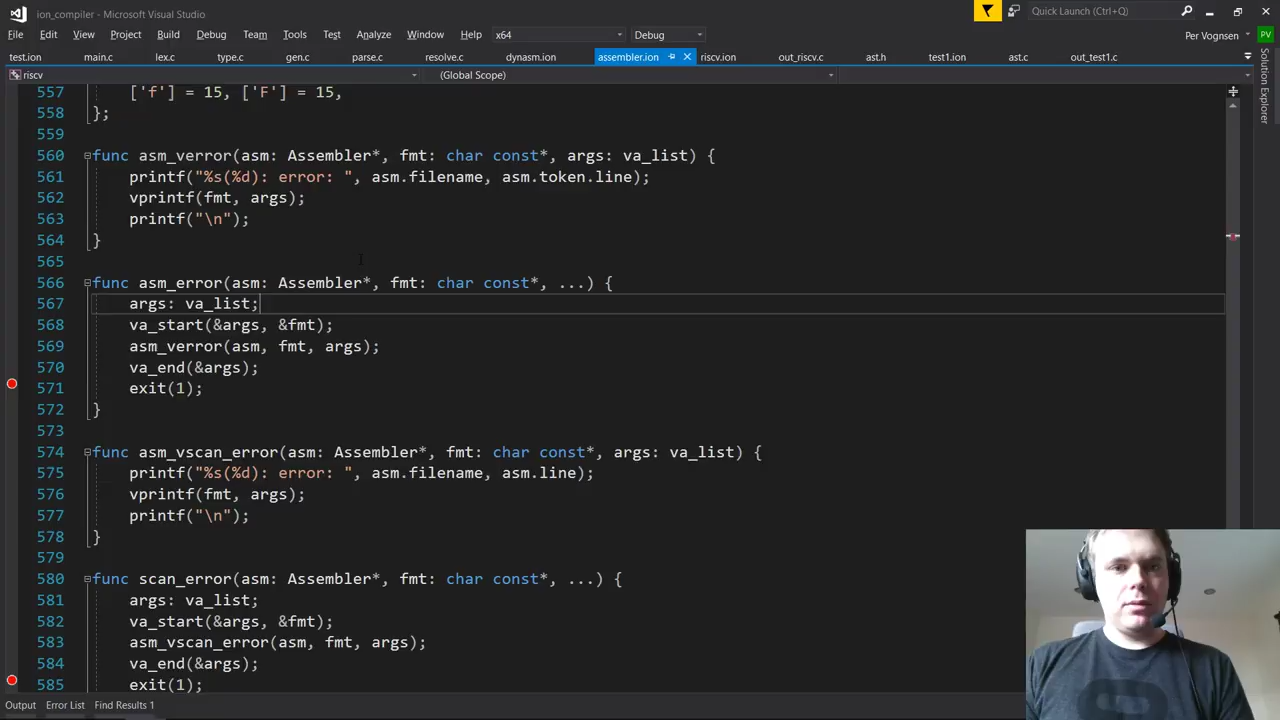 ion_compiler - Microsoft Visual Studio
Quick Launch (Ctrl+Q)
File Edit View Project Build Debug Team Tools Test Analyze Window Help x64 Debug Per Vognsen PV
test.ion main.c lex.c type.c gen.c parse.c resolve.c dynasm.ion assembler.ion riscv.ion out_riscv.c ast.h test1.ion ast.c out_test1.c
riscv (Global Scope)
Solution Explorer
557 ['f'] = 15, ['F'] = 15,
558 };
559
560 func asm_verror(asm: Assembler*, fmt: char const*, args: va_list) {
561 printf("%s(%d): error: ", asm.filename, asm.token.line);
562 vprintf(fmt, args);
563 printf("\n");
564 }
565
566 func asm_error(asm: Assembler*, fmt: char const*, ...) {
567 args: va_list;
568 va_start(&args, &fmt);
569 asm_verror(asm, fmt, args);
570 va_end(&args);
571 exit(1);
572 }
573
574 func asm_vscan_error(asm: Assembler*, fmt: char const*, args: va_list) {
575 printf("%s(%d): error: ", asm.filename, asm.line);
576 vprintf(fmt, args);
577 printf("\n");
578 }
579
580 func scan_error(asm: Assembler*, fmt: char const*, ...) {
581 args: va_list;
582 va_start(&args, &fmt);
583 asm_vscan_error(asm, fmt, args);
584 va_end(&args);
585 exit(1);
Output Error List Find Results 1